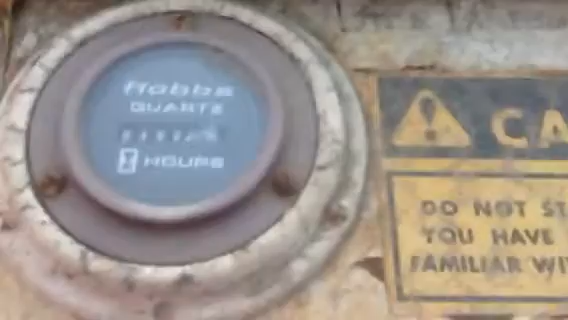 Hobbs
QUARTZ
HOURS
CA
DO NOT ST
YOU HAVE
FAMILIAR WI